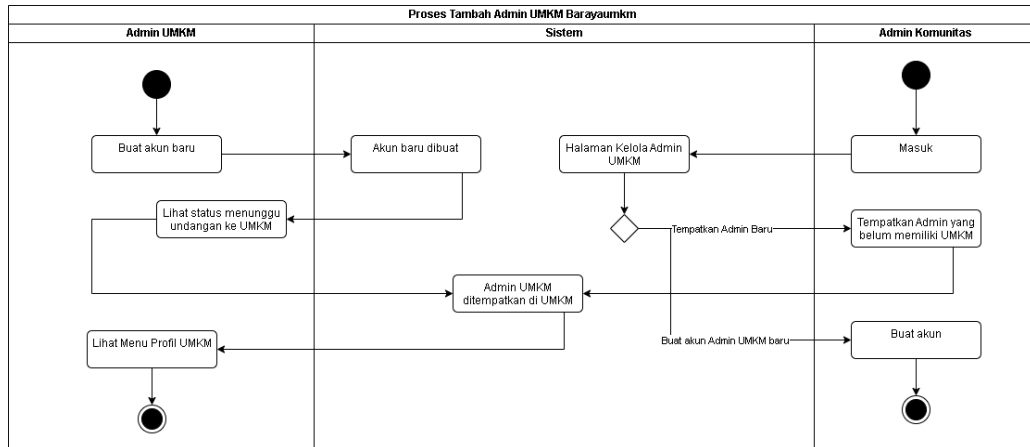 Proses Tambah Admin UMKM Barayaumkm
Admin UMKM
Sistem
Admin Komunitas
Buat akun baru
Akun baru dibuat
Halaman Kelola Admin
UMKM
Masuk
Lihat status menunggu
undangan ke UMKM
Tempatkan Admin Baru
Tempatkan Admin yang
belum memiliki UMKM
Admin UMKM
ditempatkan di UMKM
Lihat Menu Profil UMKM
Buat akun Admin UMKM baru
Buat akun